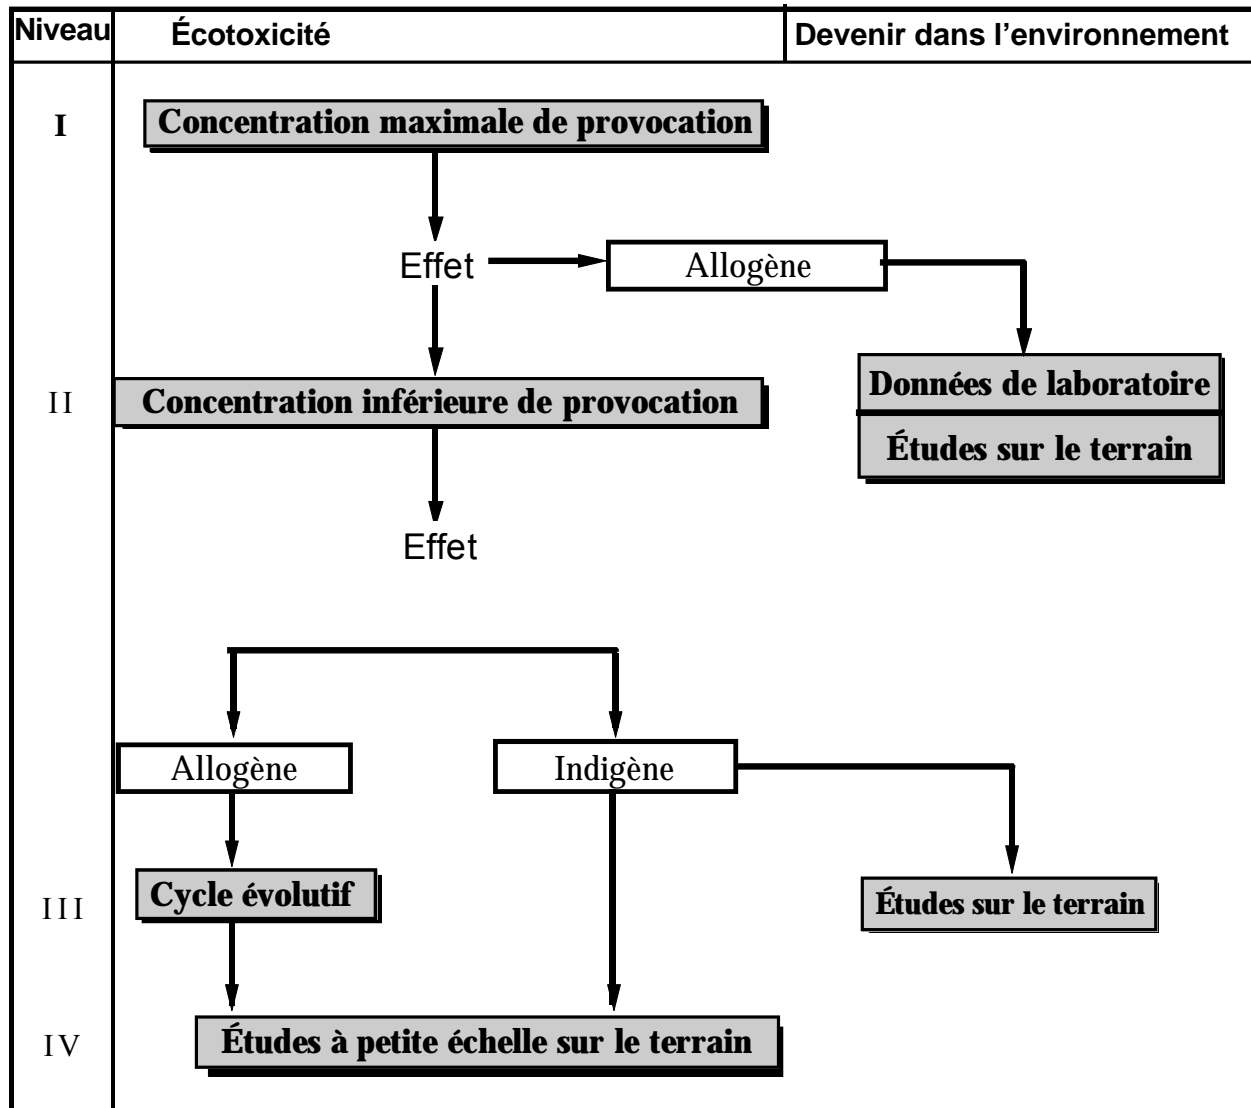 Niveau
Écotoxicité
Devenir dans l'environnement
I
Concentration maximale de provocation
Effet
Allogène
II
Concentration inférieure de provocation
Données de laboratoire
Études sur le terrain
Effet
Allogène
Indigène
III
Cycle évolutif
Études sur le terrain
IV
Études à petite échelle sur le terrain